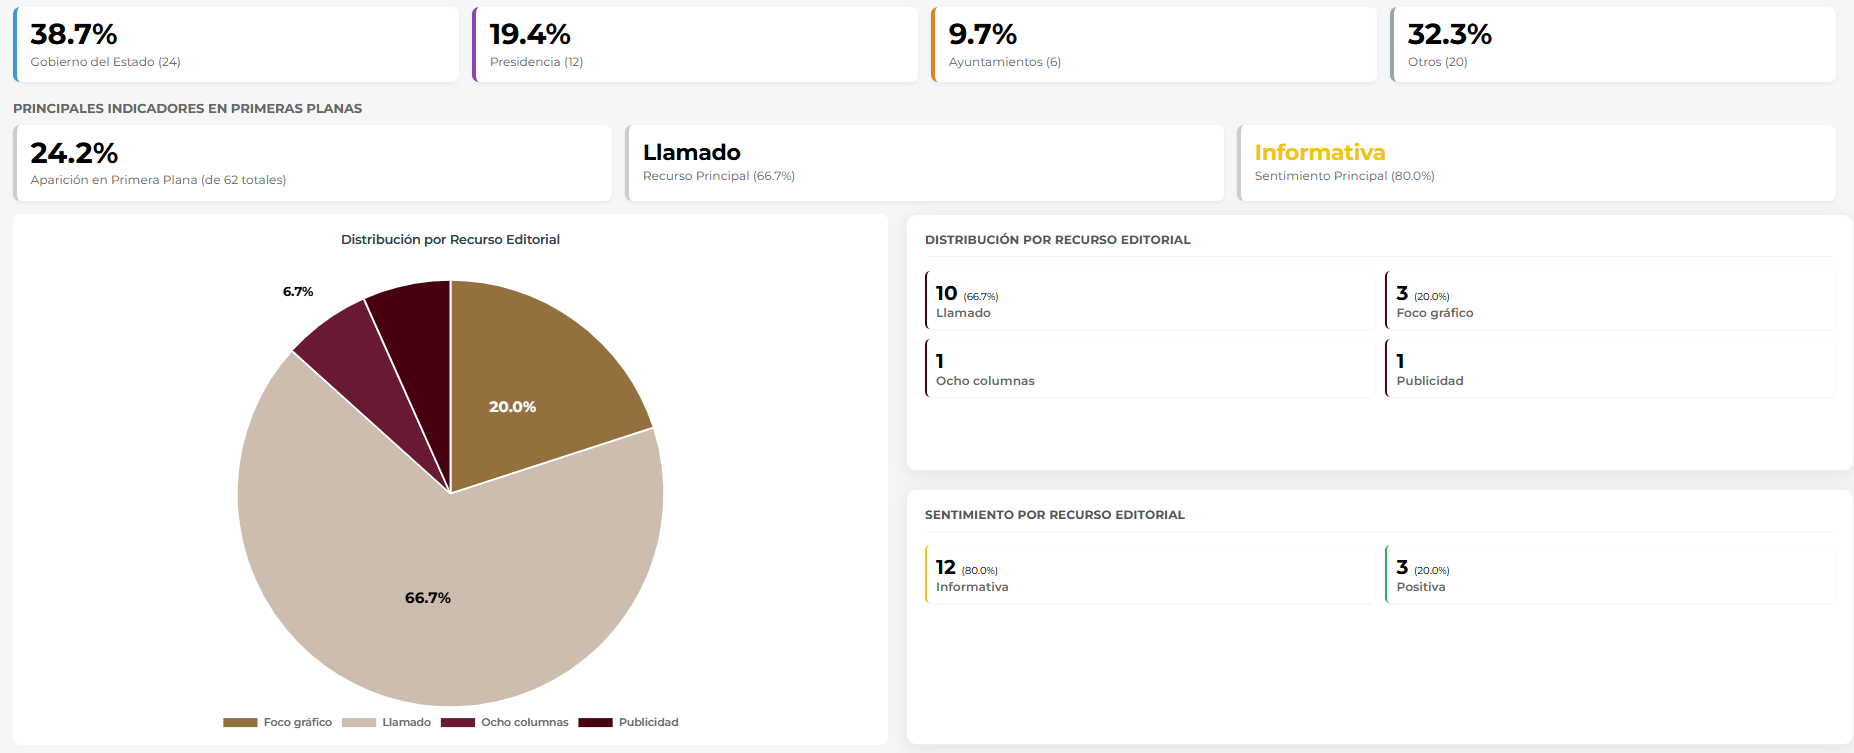 38.7%
Gobierno del Estado (24)
19.4%
Presidencia (12)
9.7%
Ayuntamientos (6)
32.3%
Otros (20)
PRINCIPALES INDICADORES EN PRIMERAS PLANAS
24.2%
Aparición en Primera Plana (de 62 totales)
Llamado
Recurso Principal (66.7%)
Informativa
Sentimiento Principal (80.0%)
Distribución por Recurso Editorial
6.7%
20.0%
66.7%
Foco gráfico
Llamado
Ocho columnas
Publicidad
DISTRIBUCIÓN POR RECURSO EDITORIAL
10 (66.7%)
Llamado
3 (20.0%)
Foco gráfico
1
Ocho columnas
1
Publicidad
SENTIMIENTO POR RECURSO EDITORIAL
12 (80.0%)
Informativa
3 (20.0%)
Positiva